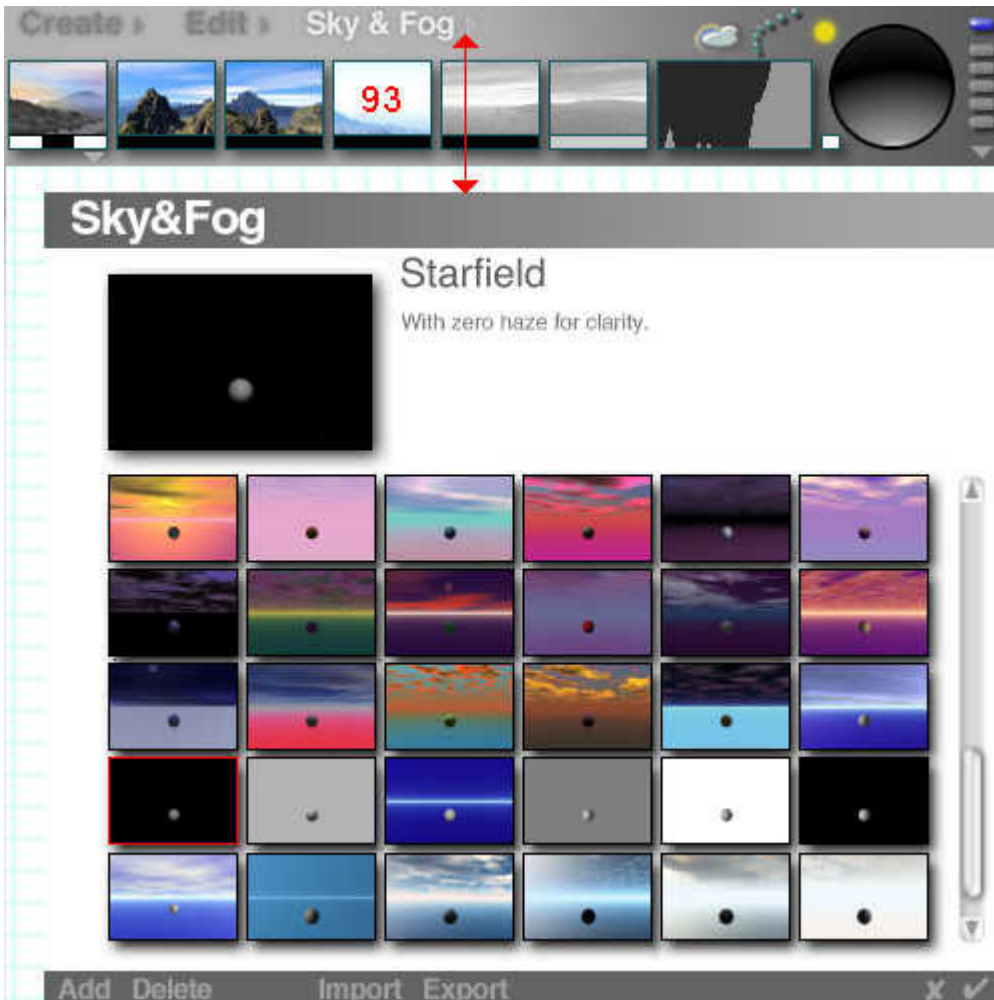 Create Edit Sky & Fog
93
Sky&Fog
Starfield
With zero haze for clarity.
Add Delete Import Export